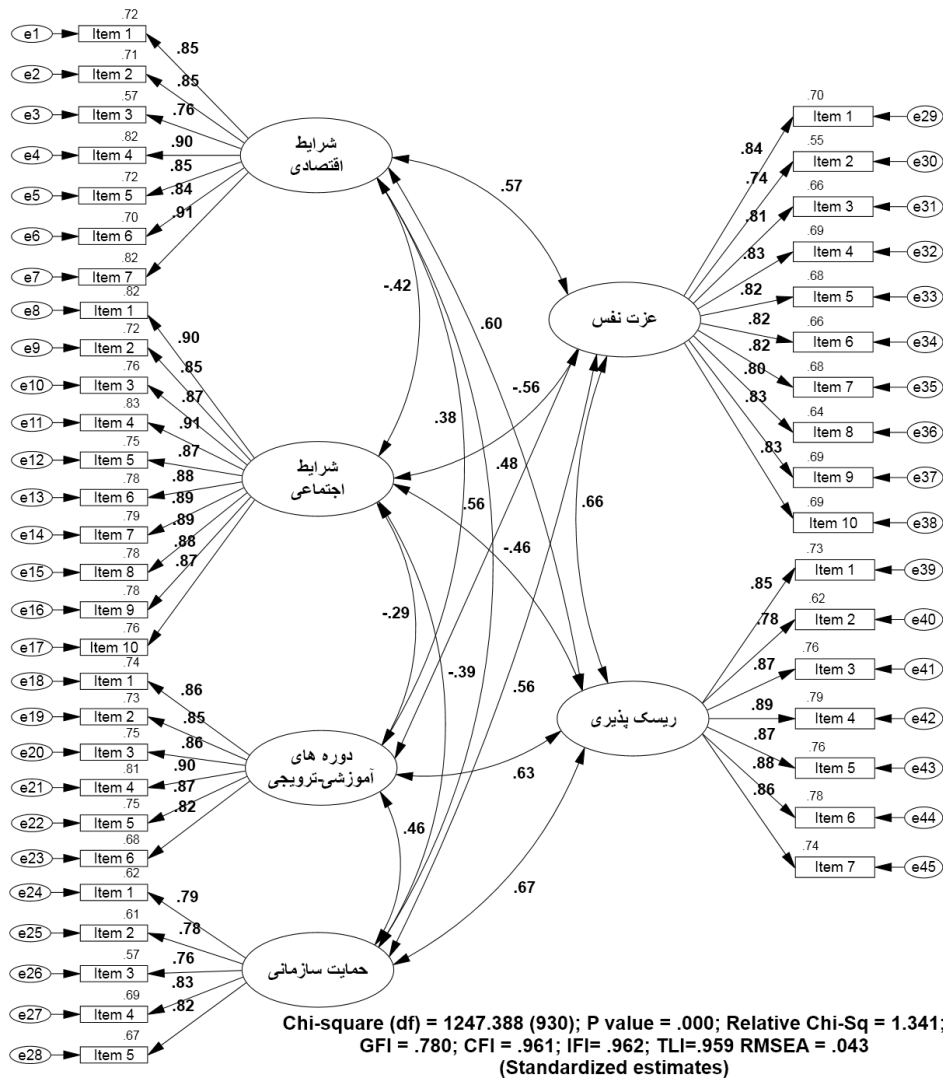 .72
e1 Item 1
.85
.71
e2 Item 2
.85
.57
e3 Item 3
.76
.82
e4 Item 4
.90
.72
e5 Item 5
.85
.70
e6 Item 6
.84
.82
e7 Item 7
.91
شرایط
اقتصادی
.82
e8 Item 1
.90
.72
e9 Item 2
.85
.76
e10 Item 3
.87
.83
e11 Item 4
.91
.75
e12 Item 5
.87
.78
e13 Item 6
.88
.79
e14 Item 7
.89
.78
e15 Item 8
.89
.78
e16 Item 9
.88
.76
e17 Item 10
.87
شرایط
اجتماعی
.74
e18 Item 1
.86
.73
e19 Item 2
.85
.75
e20 Item 3
.86
.81
e21 Item 4
.90
.75
e22 Item 5
.87
.68
e23 Item 6
.82
دوره های
آموزشی-ترویجی
.62
e24 Item 1
.79
.61
e25 Item 2
.78
.57
e26 Item 3
.76
.69
e27 Item 4
.83
.67
e28 Item 5
.82
حمایت سازمانی
.57
-.42
.60
-.56
.38
.48
.56
.66
-.46
-.29
-.39
.56
.63
.46
.67
عزت نفس
.70
.84
Item 1 e29
.55
.74
Item 2 e30
.66
.81
Item 3 e31
.69
.83
Item 4 e32
.68
.82
Item 5 e33
.66
.82
Item 6 e34
.68
.82
Item 7 e35
.64
.80
Item 8 e36
.69
.83
Item 9 e37
.69
.83
Item 10 e38
ریسک پذیری
.73
.85
Item 1 e39
.62
.78
Item 2 e40
.76
.87
Item 3 e41
.79
.89
Item 4 e42
.76
.87
Item 5 e43
.78
.88
Item 6 e44
.74
.86
Item 7 e45
Chi-square (df) = 1247.388 (930); P value = .000; Relative Chi-Sq = 1.341;
GFI = .780; CFI = .961; IFI= .962; TLI=.959 RMSEA = .043
(Standardized estimates)